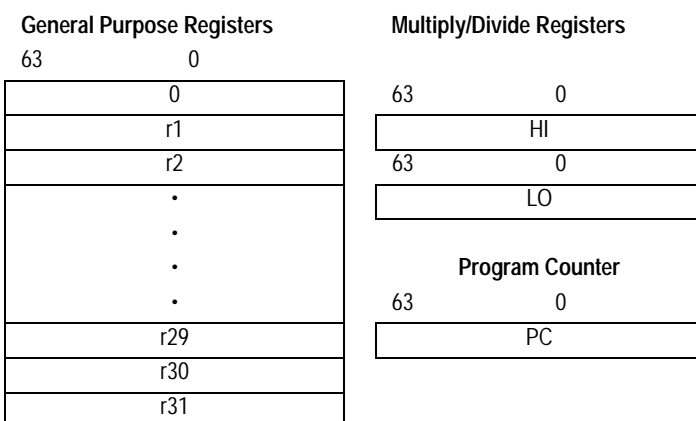 General Purpose Registers
63 0
0
r1
r2
•
•
•
•
r29
r30
r31
Multiply/Divide Registers
63 0
HI
63 0
LO
Program Counter
63 0
PC